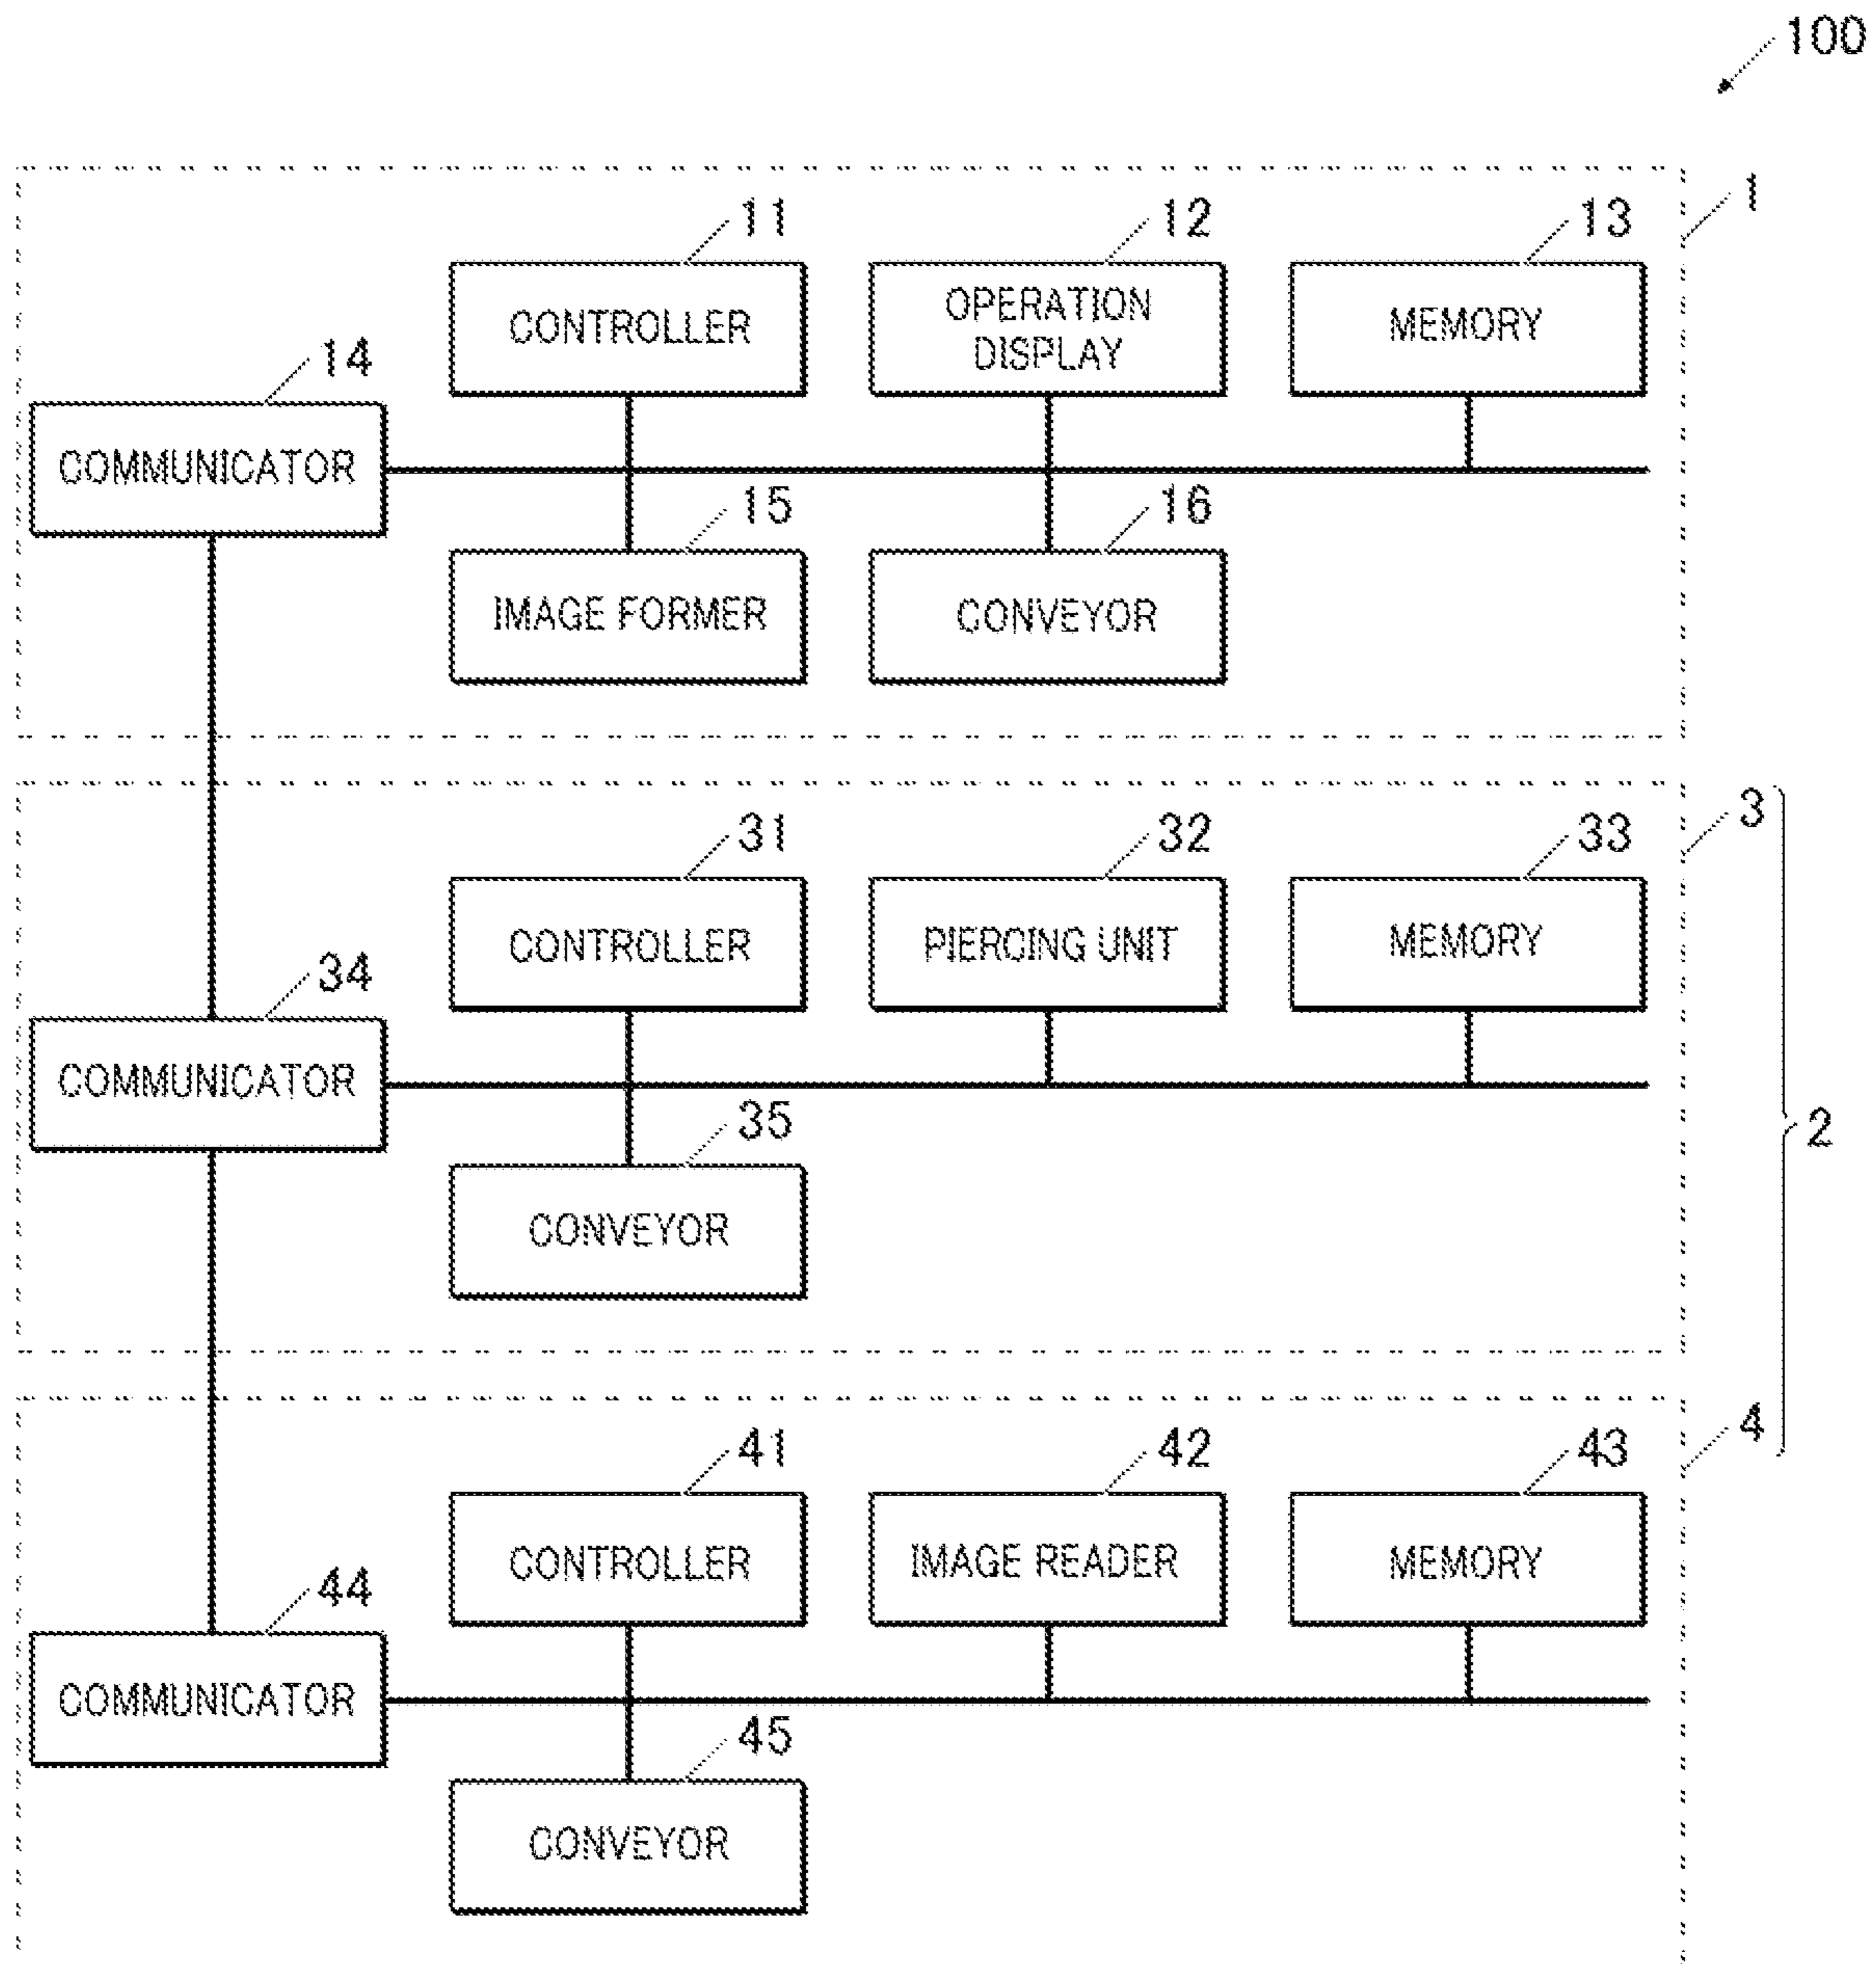 100
1
11
12
13
CONTROLLER
OPERATION
DISPLAY
MEMORY
14
COMMUNICATOR
15
16
IMAGE FORMER
CONVEYOR
3
31
32
33
CONTROLLER
PIERCING UNIT
MEMORY
34
COMMUNICATOR
35
2
CONVEYOR
4
41
42
43
CONTROLLER
IMAGE READER
MEMORY
44
COMMUNICATOR
45
CONVEYOR